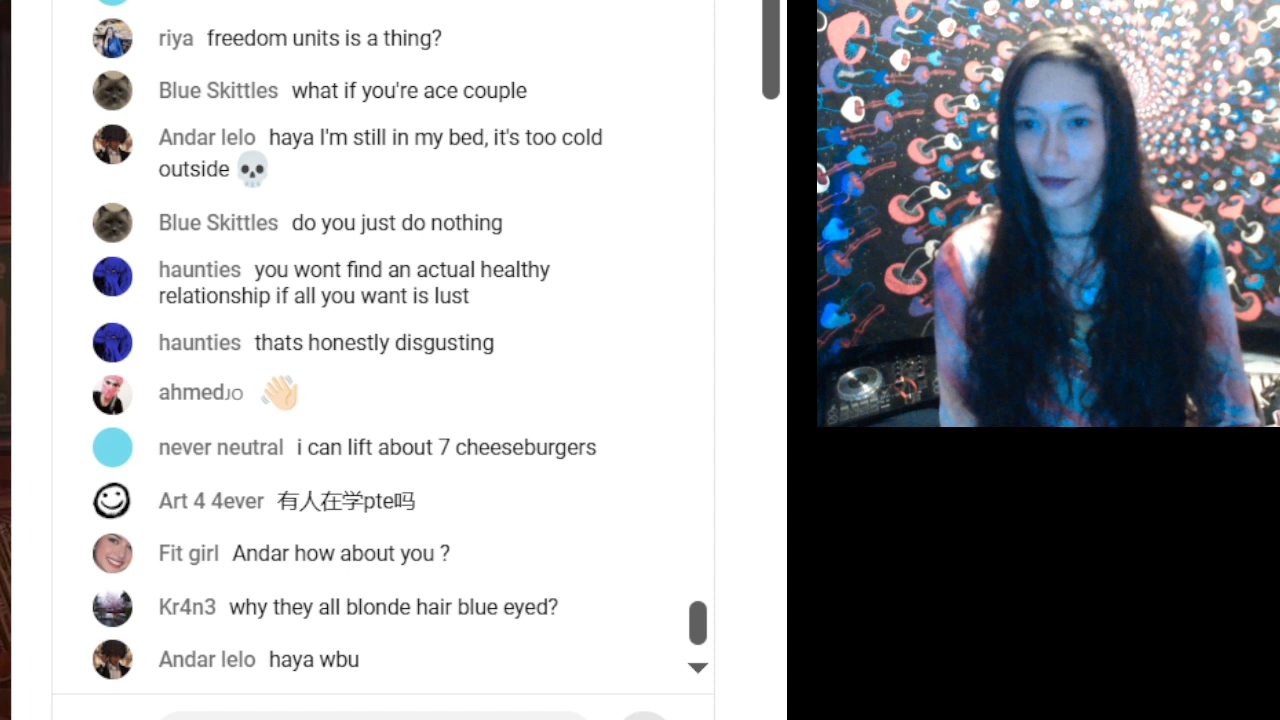 riya freedom units is a thing?
Blue Skittles what if you're ace couple
Andar lelo haya I'm still in my bed, it's too cold
outside 💀
Blue Skittles do you just do nothing
haunties you wont find an actual healthy
relationship if all you want is lust
haunties thats honestly disgusting
ahmedᴊᴏ 👋🏻
never neutral i can lift about 7 cheeseburgers
Art 4 4ever 有人在学pte吗
Fit girl Andar how about you ?
Kr4n3 why they all blonde hair blue eyed?
Andar lelo haya wbu